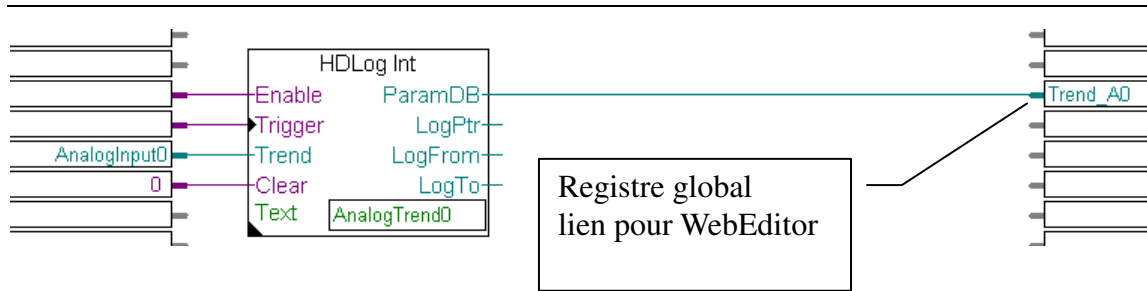 HDLog Int
Enable ParamDB
Trend_A0
Trigger LogPtr
AnalogInput0 Trend LogFrom
0 Clear LogTo
Text AnalogTrend0
Registre global
lien pour WebEditor